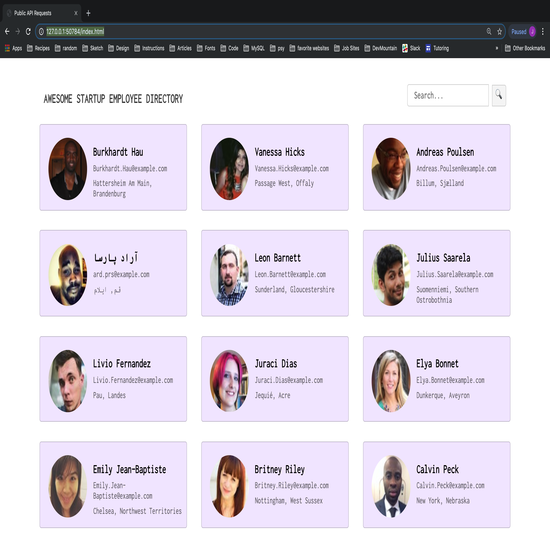 Public API Requests
127.0.0.1:50784/index.html
Paused
J
Apps
Recipes
random
Sketch
Design
Instructions
Articles
Fonts
Code
MySQL
psy
favorite websites
Job Sites
DevMountain
Slack
Tutoring
»
Other Bookmarks
AWESOME STARTUP EMPLOYEE DIRECTORY
Search...
Burkhardt Hau
Burkhardt.Hau@example.com
Hattersheim Am Main,
Brandenburg
Vanessa Hicks
Vanessa.Hicks@example.com
Passage West, Offaly
Andreas Poulsen
Andreas.Poulsen@example.com
Billum, Sjælland
آراد پارسا
ard.prs@example.com
قم, ایلام
Leon Barnett
Leon.Barnett@example.com
Sunderland, Gloucestershire
Julius Saarela
Julius.Saarela@example.com
Suomenniemi, Southern
Ostrobothnia
Livio Fernandez
Livio.Fernandez@example.com
Pau, Landes
Juraci Dias
Juraci.Dias@example.com
Jequié, Acre
Elya Bonnet
Elya.Bonnet@example.com
Dunkerque, Aveyron
Emily Jean-Baptiste
Emily.Jean-
Baptiste@example.com
Chelsea, Northwest Territories
Britney Riley
Britney.Riley@example.com
Nottingham, West Sussex
Calvin Peck
Calvin.Peck@example.com
New York, Nebraska